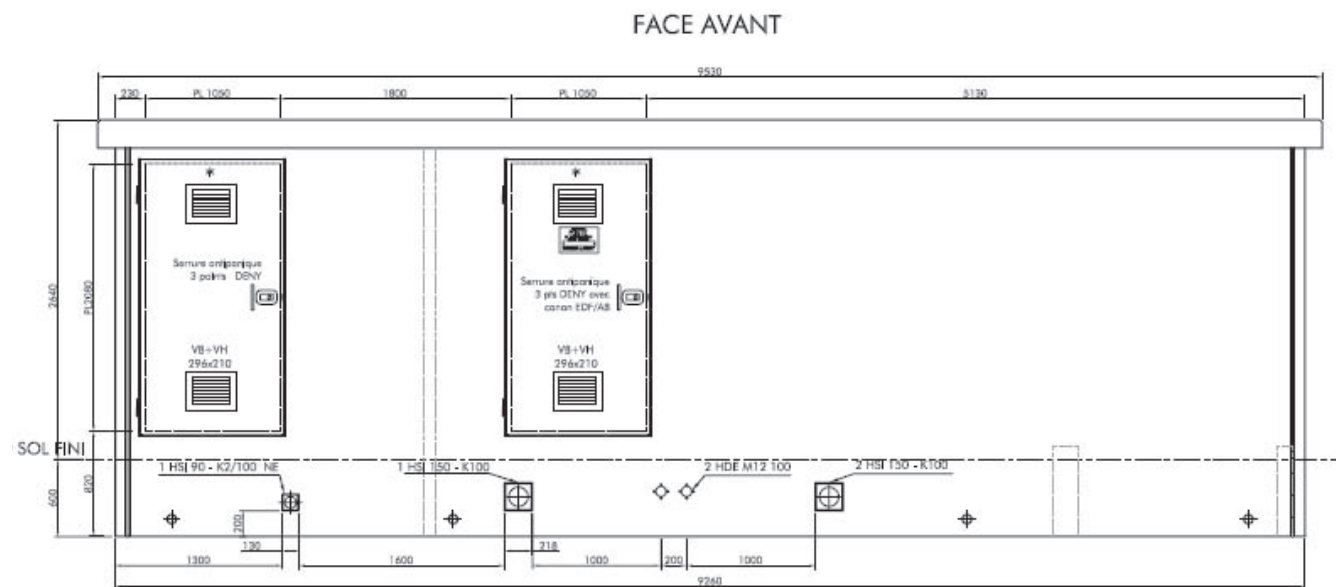 FACE AVANT
9530
230
PL 1050
1800
PL 1050
5130
Serrure antipanique
3 points DENY
Serrure antipanique
3 pts DENY avec
canon EDF/AB
2640
PL2080
VB+VH
296x210
VB+VH
296x210
SOL FINI
1 HSI 90 - K2/100 NE
1 HSI 150 - K100
2 HDE M12 100
2 HSI 150 - K100
600
820
200
130
218
1300
1600
1000
200
1000
9260